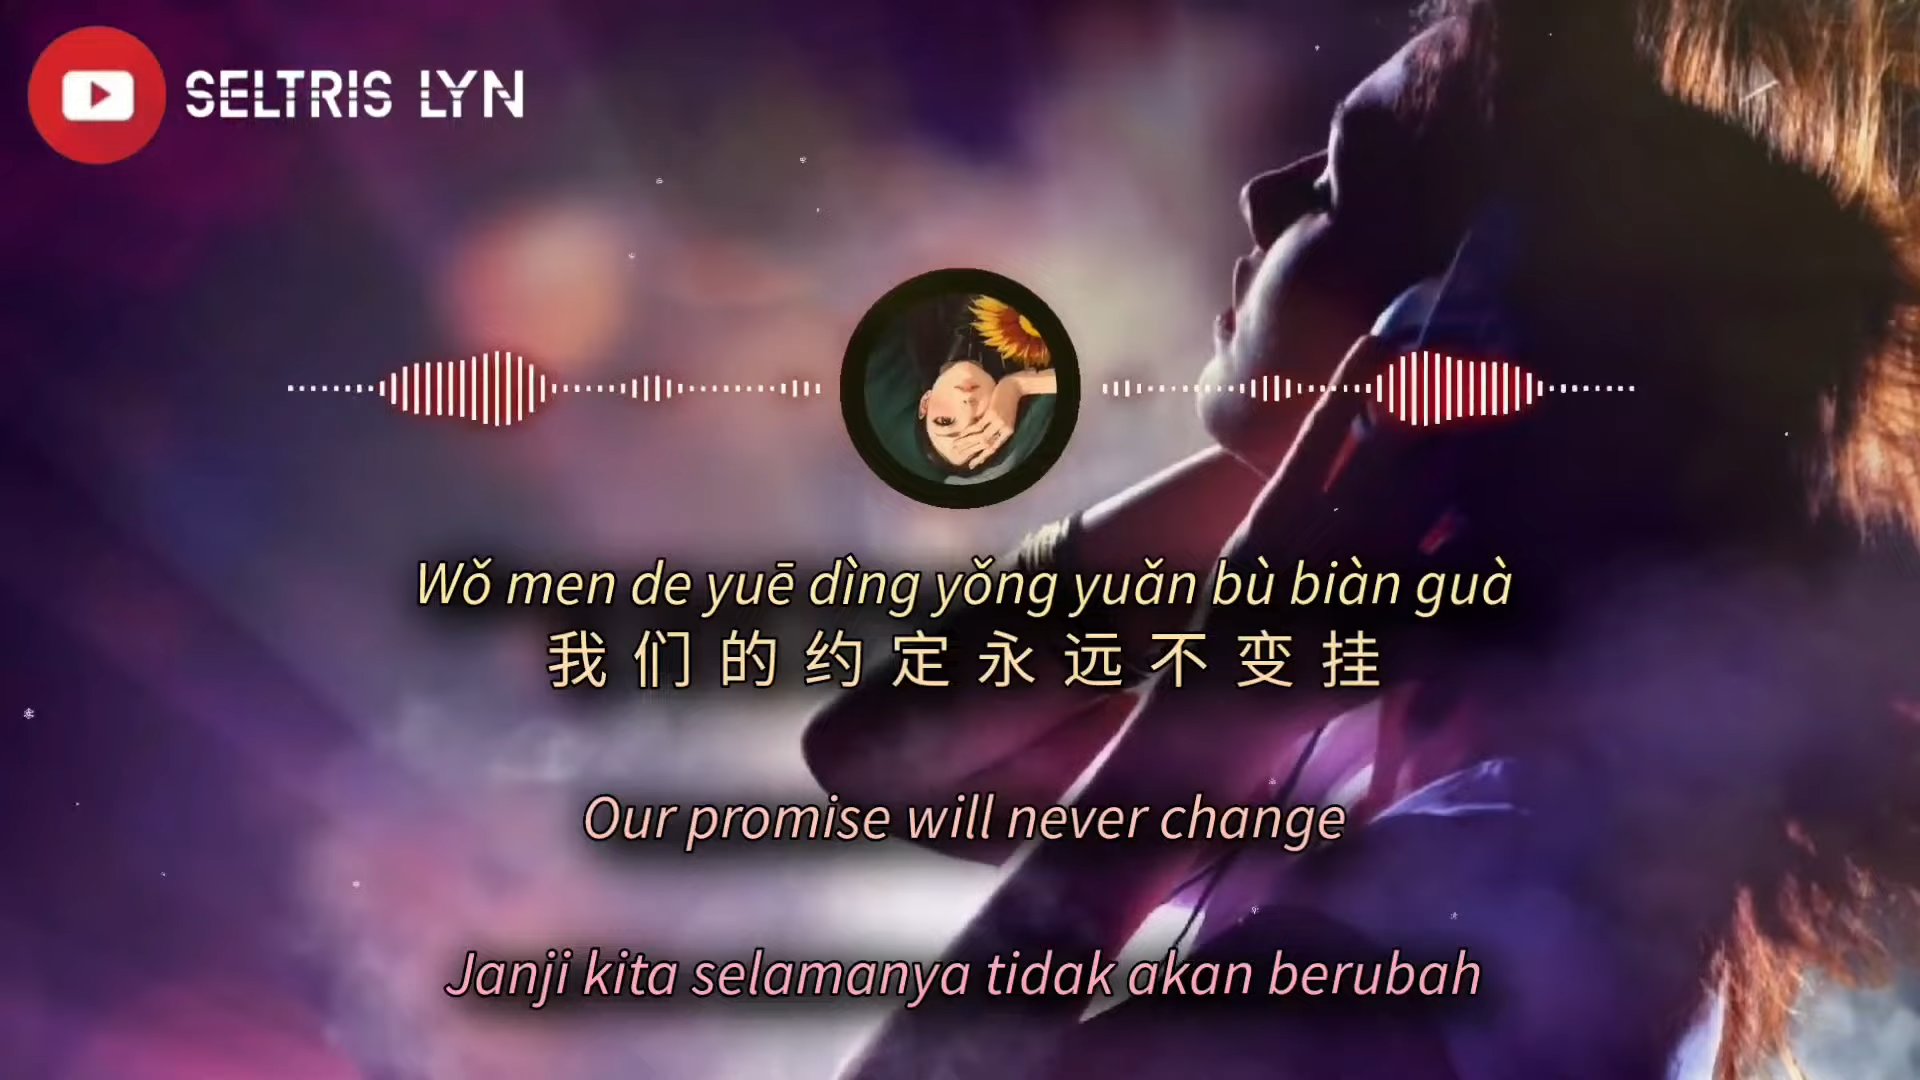 SELTRIS LYN
Wǒ men de yuē dìng yǒng yuǎn bù biàn guà
我们的约定永远不变挂
Our promise will never change
Janji kita selamanya tidak akan berubah